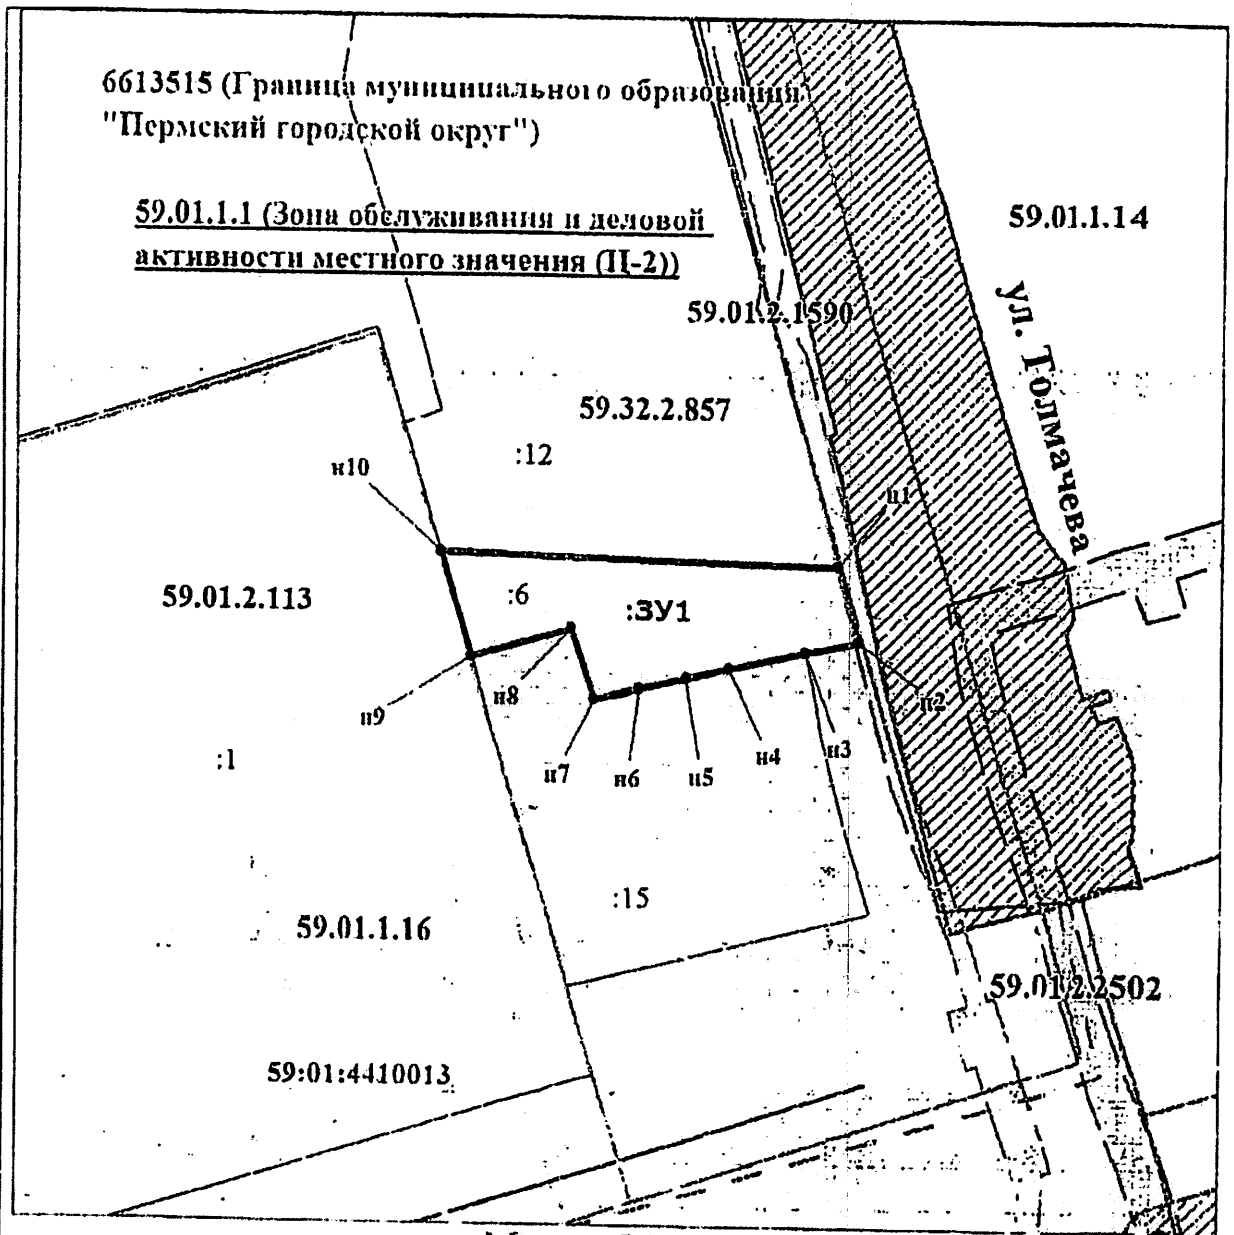 6613515 (Граница муниципального образования
"Пермский городской округ")
59.01.1.1 (Зона обслуживания и деловой
активности местного значения (Ц-2))
59.01.1.14
59.01.2.1590
ул. Толмачева
59.32.2.857
:12
н10
н1
59.01.2.113
:6
:ЗУ1
н8
н2
н9
н7
н6
н5
н4
н3
:1
:15
59.01.1.16
59.01.2.2502
59:01:4410013